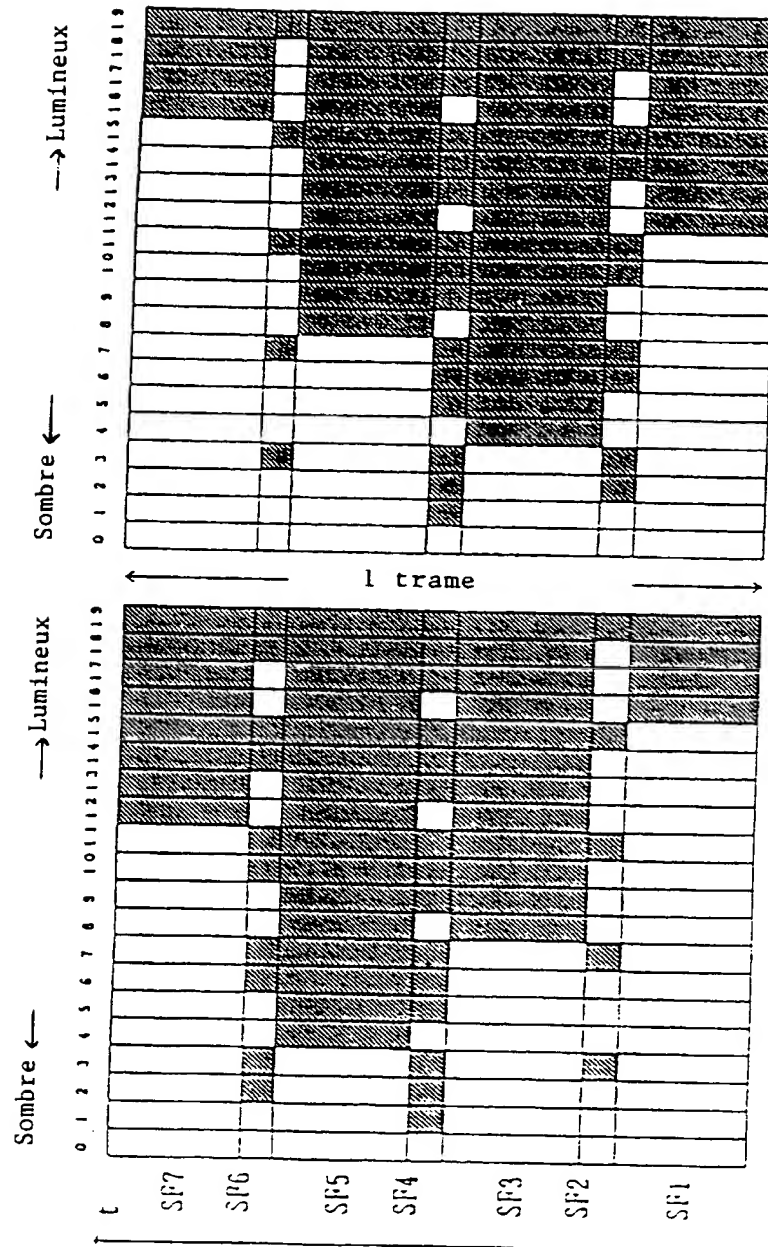 Sombre ← → Lumineux
0 1 2 3 4 5 6 7 8 9 10 11 12 13 14 15 16 17 18 19
1 trame
Sombre ← → Lumineux
0 1 2 3 4 5 6 7 8 9 10 11 12 13 14 15 16 17 18 19
t
SF7
SF6
SF5
SF4
SF3
SF2
SF1